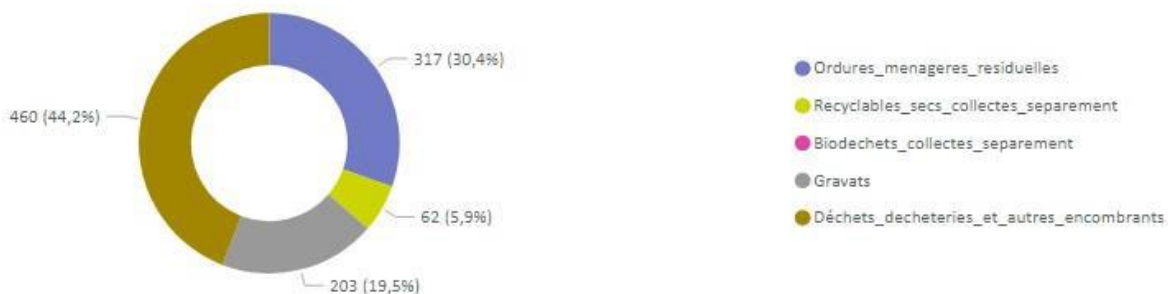 317 (30,4%)
460 (44,2%)
62 (5,9%)
203 (19,5%)
Ordures_menageres_residuelles
Recyclables_secs_collectes_separement
Biodechets_collectes_separement
Gravats
Déchets_decheteries_et_autres_encombrants